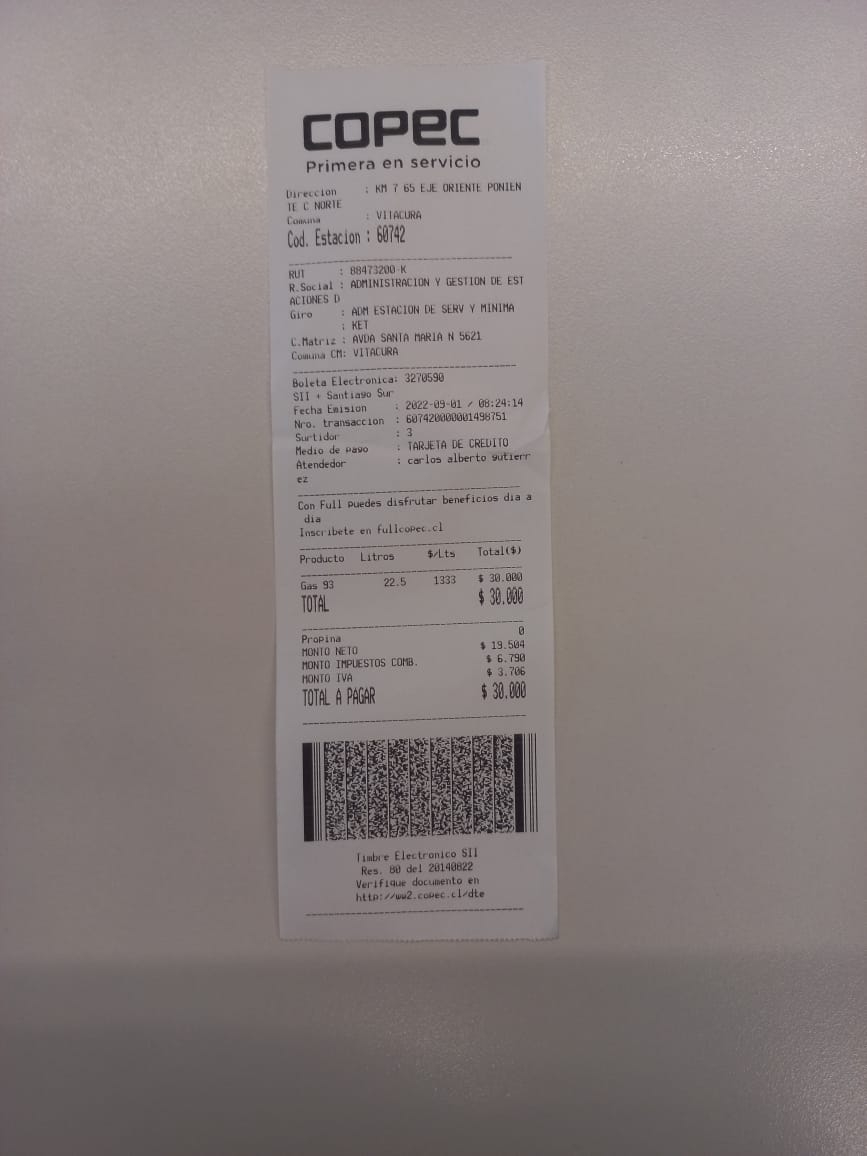 COPEC
Primera en servicio
Direccion : KM 7 65 EJE ORIENTE PONIEN
TE C NORTE
Comuna : VITACURA
Cod. Estacion : 60742
RUT : 88473200-K
R.Social : ADMINISTRACION Y GESTION DE EST
ACIONES D
Giro : ADM ESTACION DE SERV Y MINIMA
: KET
C.Matriz : AVDA SANTA MARIA N 5621
Comuna CM: VITACURA
Boleta Electronica: 3270590
SII + Santiago Sur
Fecha Emision : 2022-09-01 / 08:24:14
Nro. transaccion : 607420000001498751
Surtidor : 3
Medio de pago : TARJETA DE CREDITO
Atendedor : carlos alberto gutierr
ez
Con Full puedes disfrutar beneficios dia a
dia
Inscribete en fullcopec.cl
Producto Litros $/Lts Total($)
Gas 93 22.5 1333 $ 30.000
TOTAL $ 30.000
Propina 0
MONTO NETO $ 19.504
MONTO IMPUESTOS COMB. $ 6.790
MONTO IVA $ 3.706
TOTAL A PAGAR $ 30.000
Timbre Electronico SII
Res. 80 del 20140822
Verifique documento en
http://ww2.copec.cl/dte